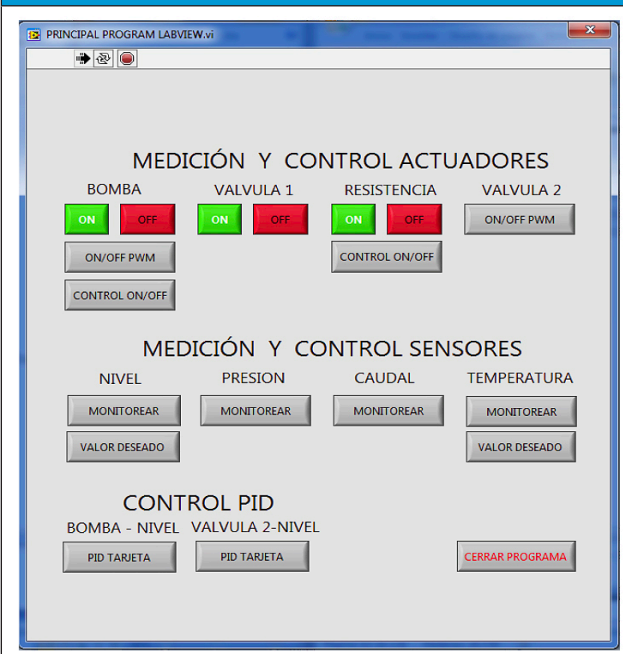 PRINCIPAL PROGRAM LABVIEW.vi
MEDICIÓN Y CONTROL ACTUADORES
BOMBA VALVULA 1 RESISTENCIA VALVULA 2
ON OFF ON OFF ON OFF ON/OFF PWM
ON/OFF PWM CONTROL ON/OFF
CONTROL ON/OFF
MEDICIÓN Y CONTROL SENSORES
NIVEL PRESION CAUDAL TEMPERATURA
MONITOREAR MONITOREAR MONITOREAR MONITOREAR
VALOR DESEADO VALOR DESEADO
CONTROL PID
BOMBA - NIVEL VALVULA 2-NIVEL
PID TARJETA PID TARJETA CERRAR PROGRAMA